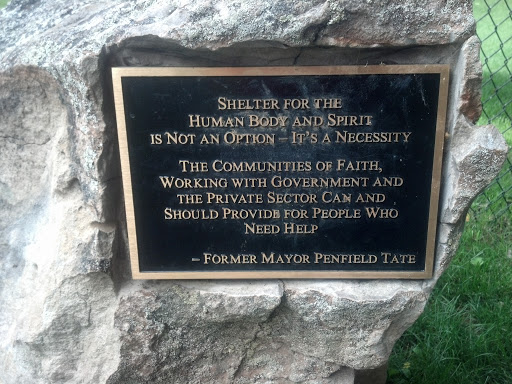 Shelter for the
Human Body and Spirit
is Not an Option – It's a Necessity
The Communities of Faith,
Working with Government and
the Private Sector Can and
Should Provide for People Who
Need Help
– Former Mayor Penfield Tate